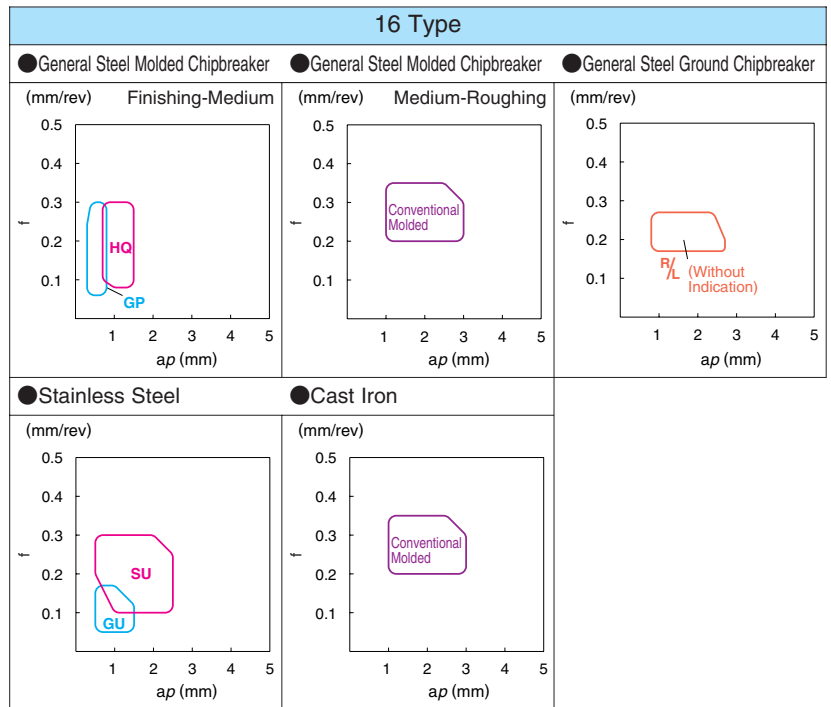 16 Type
●General Steel Molded Chipbreaker
(mm/rev) Finishing-Medium
0.5
0.4
0.3
f
0.2
0.1
HQ
GP
1 2 3 4 5
ap (mm)
●General Steel Molded Chipbreaker
(mm/rev) Medium-Roughing
0.5
0.4
0.3
f
0.2
0.1
Conventional
Molded
1 2 3 4 5
ap (mm)
●General Steel Ground Chipbreaker
(mm/rev)
0.5
0.4
0.3
f
0.2
0.1
R/L (Without
Indication)
1 2 3 4 5
ap (mm)
●Stainless Steel
(mm/rev)
0.5
0.4
0.3
f
0.2
0.1
SU
GU
1 2 3 4 5
ap (mm)
●Cast Iron
(mm/rev)
0.5
0.4
0.3
f
0.2
0.1
Conventional
Molded
1 2 3 4 5
ap (mm)